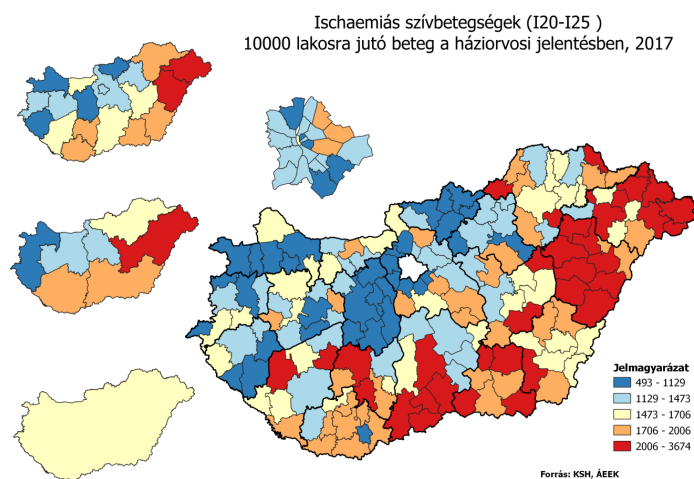 Ischaemiás szívbetegségek (I20-I25 )
10000 lakosra jutó beteg a háziorvosi jelentésben, 2017
Jelmagyarázat
493 - 1129
1129 - 1473
1473 - 1706
1706 - 2006
2006 - 3674
Forrás: KSH, ÁEEK